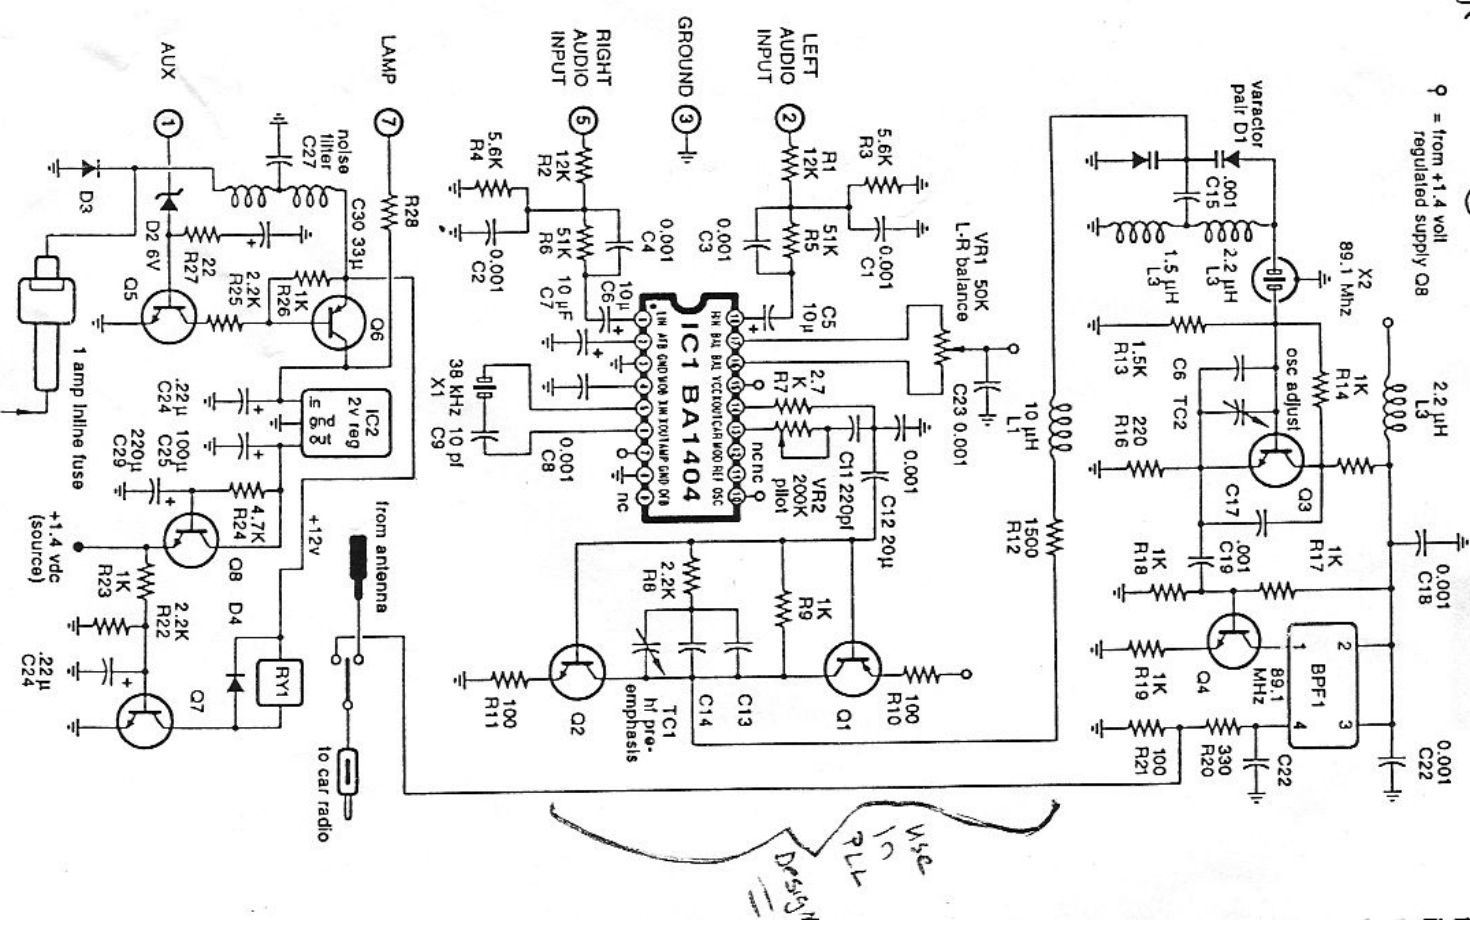 = from +1.4 volt
regulated supply Q8
varactor
pair D1
.001
C15
1.5 µH
L3
2.2 µH
L3
X2
89.1 Mhz
1.5K
R13
C6 TC2
osc adjust
1K
R14
2.2 µH
L3
220
R16
Q3
C17
1K
R17
0.001
C18
1K
R18
.001
C19
Q4
1K
R19
89.1
MHz
BPF1
1
2
3
4
100
R21
330
R20
C22
0.001
C22
LEFT
AUDIO
INPUT
2
R1
12K
5.6K
R3
0.001
C1
51K
R5
0.001
C3
C5
10µ
VR1 50K
L-R balance
C23 0.001
10 µH
L1
1500
R12
GROUND
3
RIGHT
AUDIO
INPUT
5
12K
R2
5.6K
R4
0.001
C2
51K
R6
0.001
C4
10µ
C6
10 µF
C7
IC1 BA1404
38 kHz
X1
10 pf
C9
0.001
C8
nc
2.7
K
R7
nc
nc
VR2
200K
pilot
C11 220pf
0.001
C12 20µ
2.2K
R8
1K
R9
C13
C14
TC1
hf pre-
emphasis
Q1
100
R10
Q2
100
R11
LAMP
7
R28
AUX
1
noise
filter
C27
D3
D2 6V
C30 33µ
22
R27
2.2K
R25
1K
R26
Q5
Q6
1 amp inline fuse
.22µ
C24
100µ
C25
220µ
C29
IC2
2v reg
in
gnd
out
4.7K
R24
Q8
+12v
+1.4 vdc
(source)
1K
R23
2.2K
R22
.22µ
C24
D4
RY1
Q7
from antenna
to car radio
Use
in
PLL
Design